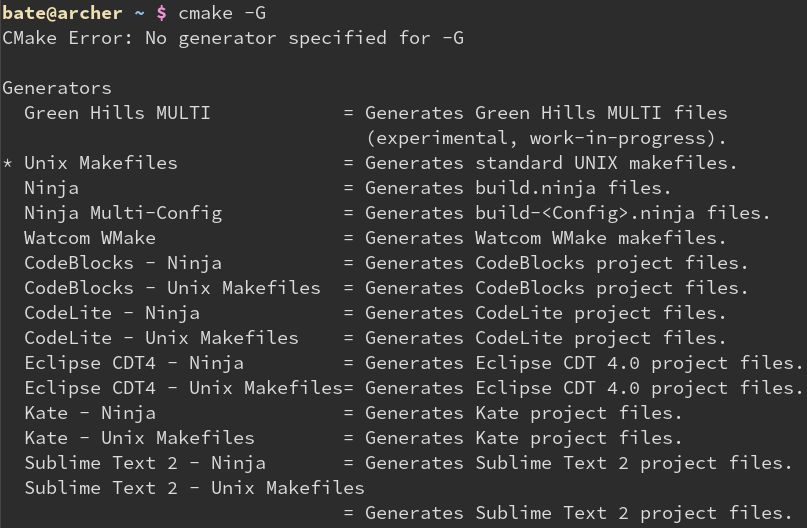 bate@archer ~ $ cmake -G
CMake Error: No generator specified for -G

Generators
  Green Hills MULTI            = Generates Green Hills MULTI files
                                 (experimental, work-in-progress).
* Unix Makefiles               = Generates standard UNIX makefiles.
  Ninja                        = Generates build.ninja files.
  Ninja Multi-Config           = Generates build-<Config>.ninja files.
  Watcom WMake                 = Generates Watcom WMake makefiles.
  CodeBlocks - Ninja           = Generates CodeBlocks project files.
  CodeBlocks - Unix Makefiles  = Generates CodeBlocks project files.
  CodeLite - Ninja             = Generates CodeLite project files.
  CodeLite - Unix Makefiles    = Generates CodeLite project files.
  Eclipse CDT4 - Ninja         = Generates Eclipse CDT 4.0 project files.
  Eclipse CDT4 - Unix Makefiles= Generates Eclipse CDT 4.0 project files.
  Kate - Ninja                 = Generates Kate project files.
  Kate - Unix Makefiles        = Generates Kate project files.
  Sublime Text 2 - Ninja       = Generates Sublime Text 2 project files.
  Sublime Text 2 - Unix Makefiles
                               = Generates Sublime Text 2 project files.